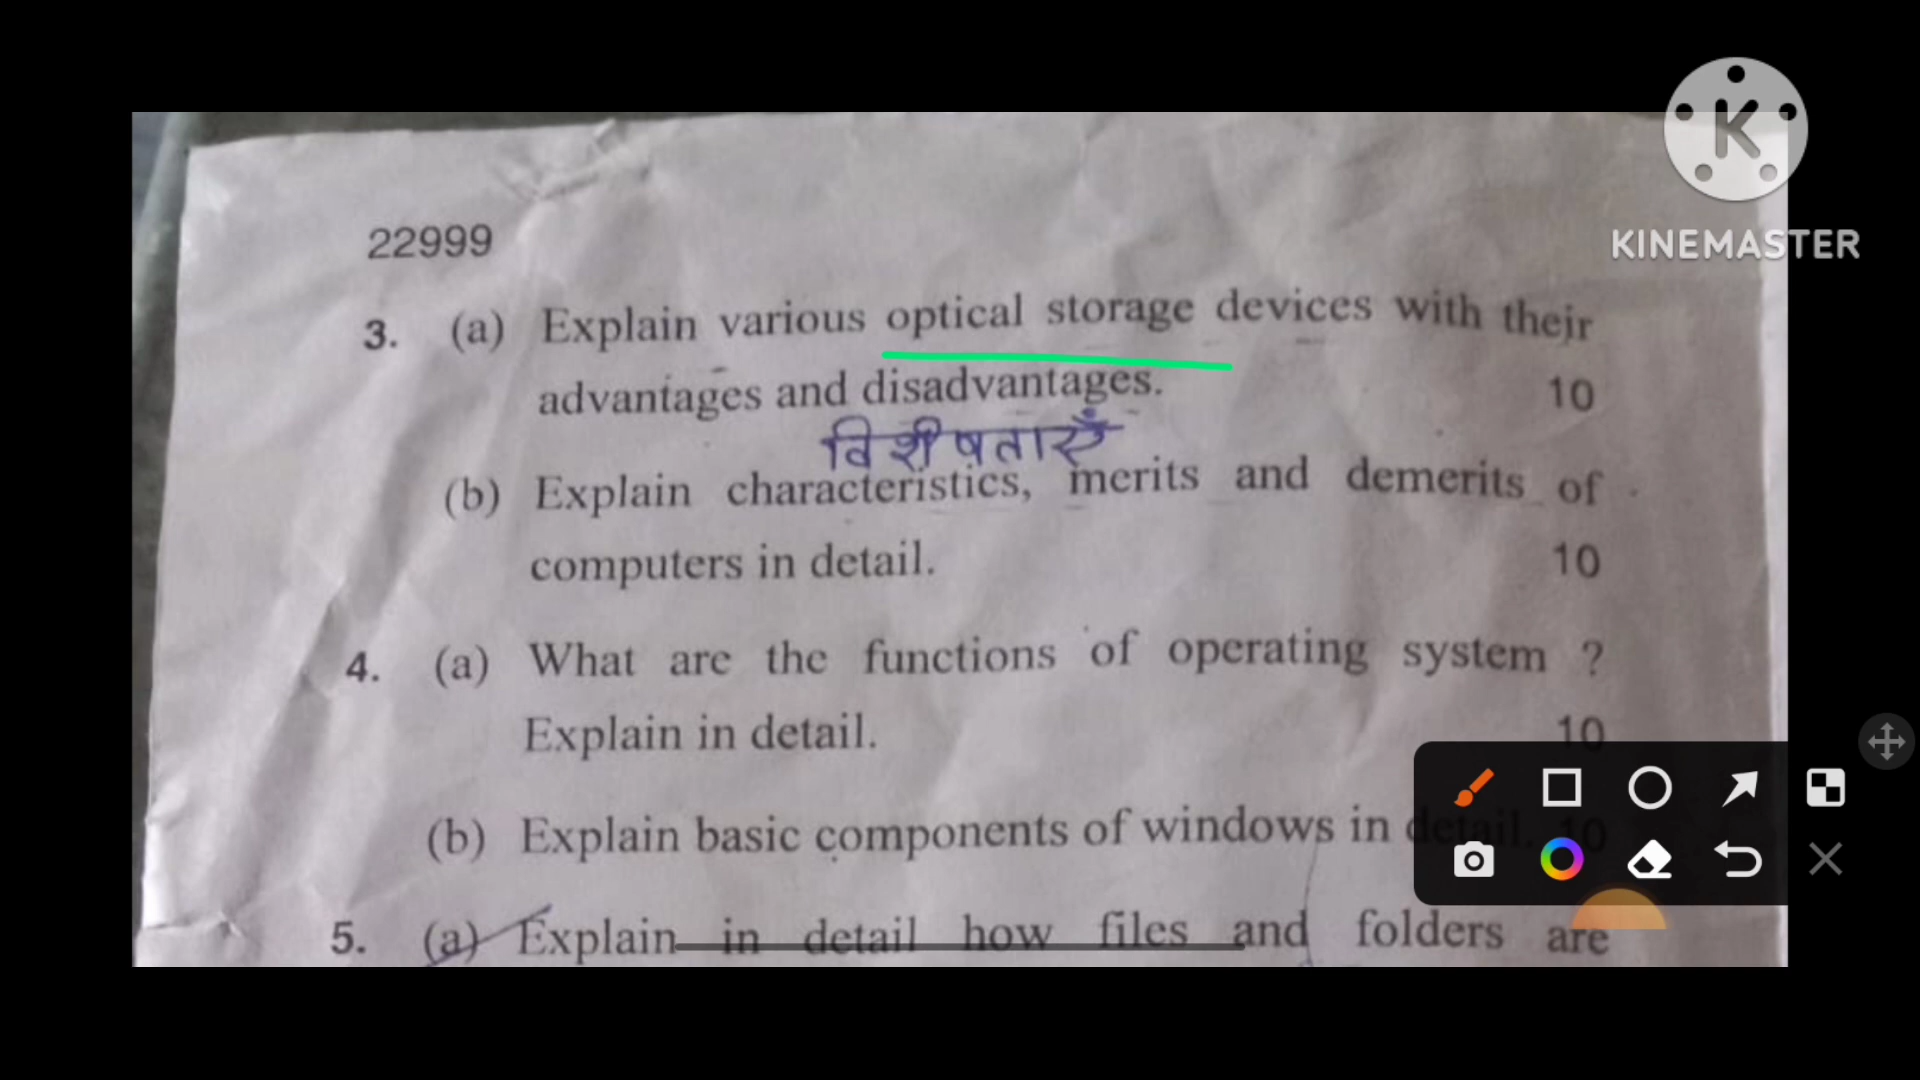 KINEMASTER
22999
3. (a) Explain various optical storage devices with their
advantages and disadvantages. 10
विशेषताएँ
(b) Explain characteristics, merits and demerits of
computers in detail. 10
4. (a) What are the functions of operating system ?
Explain in detail. 10
(b) Explain basic components of windows in detail. 10
5. (a) Explain in detail how files and folders are